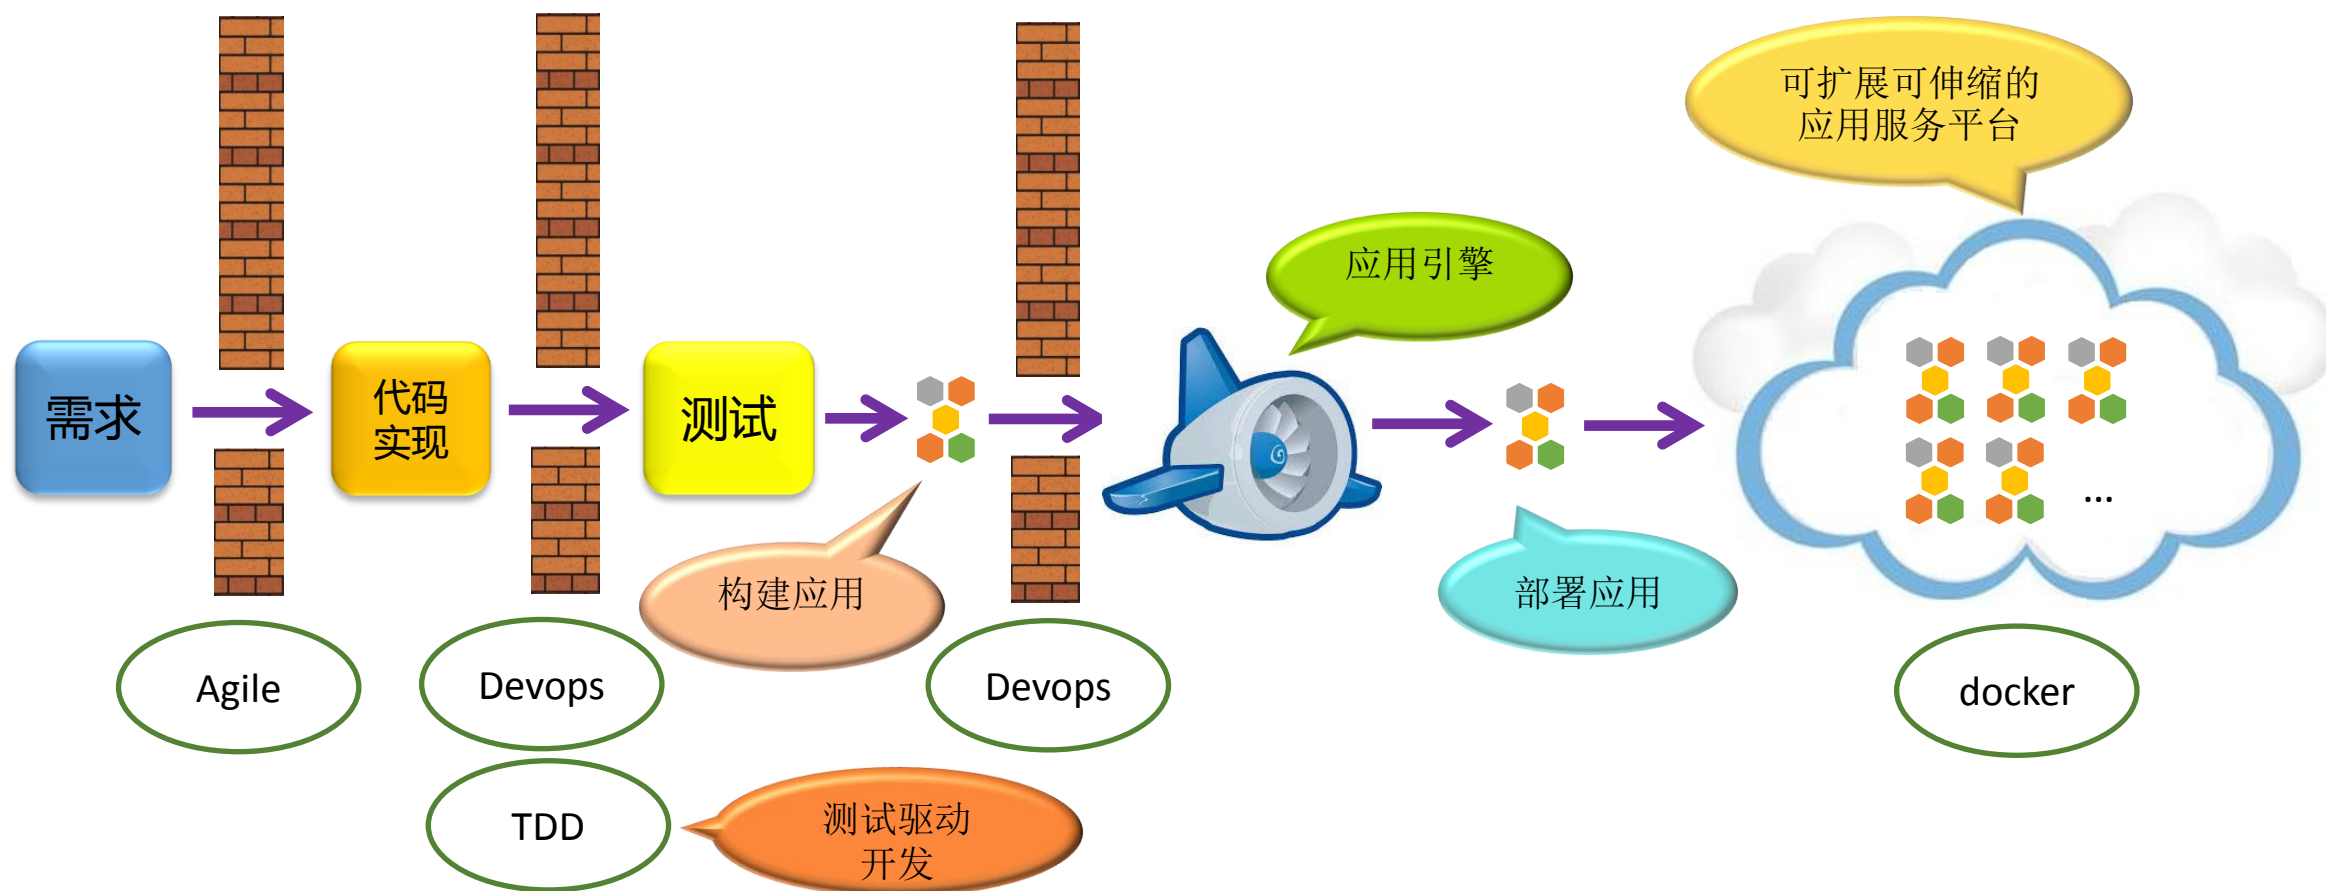 可扩展可伸缩的
应用服务平台
应用引擎
需求
代码
实现
测试
...
构建应用
部署应用
Agile
Devops
Devops
docker
TDD
测试驱动
开发